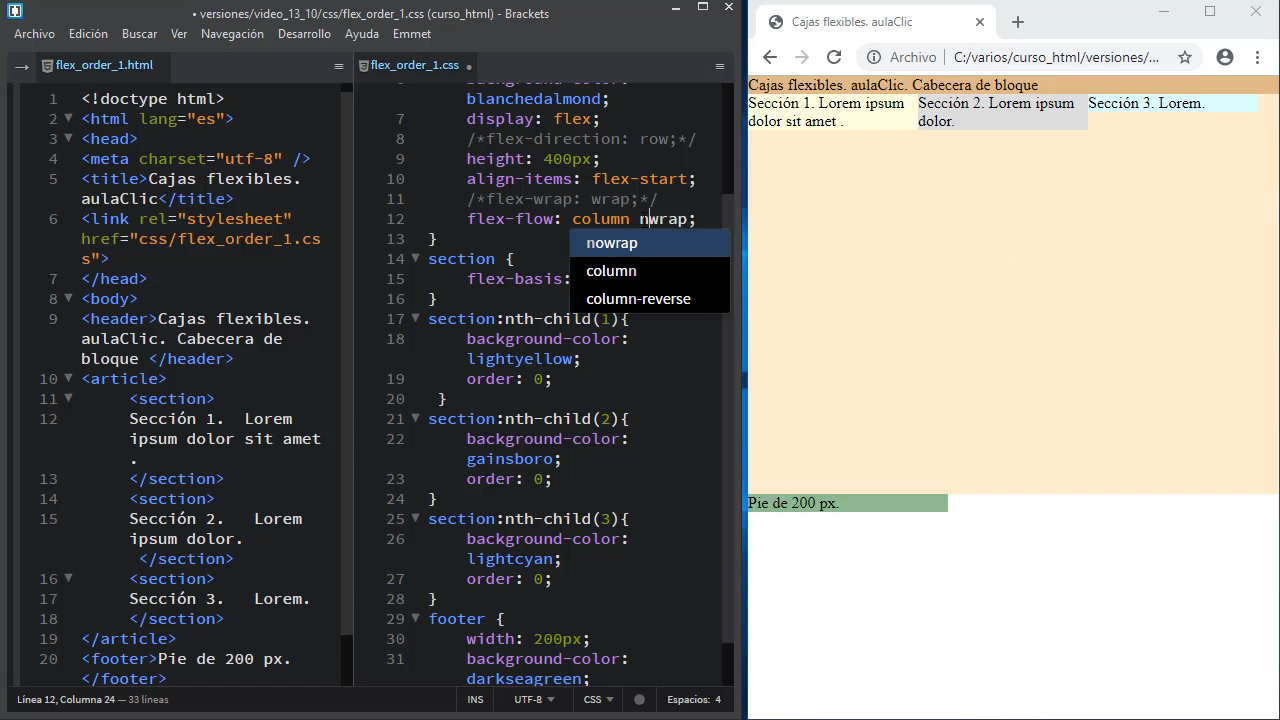 • versiones/video_13_10/css/flex_order_1.css (curso_html) - Brackets
Archivo Edición Buscar Ver Navegación Desarrollo Ayuda Emmet
flex_order_1.html
1 <!doctype html>
2 <html lang="es">
3 <head>
4 <meta charset="utf-8" />
5 <title>Cajas flexibles.
aulaClic</title>
6 <link rel="stylesheet"
href="css/flex_order_1.cs
s">
7 </head>
8 <body>
9 <header>Cajas flexibles.
aulaClic. Cabecera de
bloque </header>
10 <article>
11 <section>
12 Sección 1. Lorem
ipsum dolor sit amet
.
13 </section>
14 <section>
15 Sección 2. Lorem
ipsum dolor.
</section>
16 <section>
17 Sección 3. Lorem.
18 </section>
19 </article>
20 <footer>Pie de 200 px.
</footer>
flex_order_1.css
blanchedalmond;
7 display: flex;
8 /*flex-direction: row;*/
9 height: 400px;
10 align-items: flex-start;
11 /*flex-wrap: wrap;*/
12 flex-flow: column nwrap;
13 }
nowrap
column
column-reverse
14 section {
15 flex-basis:
16 }
17 section:nth-child(1){
18 background-color:
lightyellow;
19 order: 0;
20 }
21 section:nth-child(2){
22 background-color:
gainsboro;
23 order: 0;
24 }
25 section:nth-child(3){
26 background-color:
lightcyan;
27 order: 0;
28 }
29 footer {
30 width: 200px;
31 background-color:
darkseagreen;
Línea 12, Columna 24 — 33 líneas
INS UTF-8 CSS Espacios: 4
Cajas flexibles. aulaClic
Archivo C:/varios/curso_html/versiones/...
Cajas flexibles. aulaClic. Cabecera de bloque
Sección 1. Lorem ipsum
dolor sit amet .
Sección 2. Lorem ipsum
dolor.
Sección 3. Lorem.
Pie de 200 px.